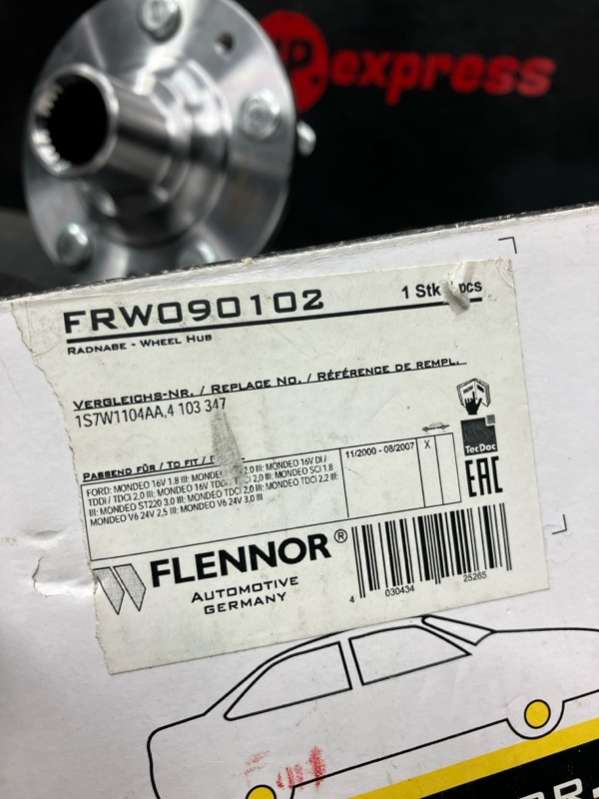 express
FRW090102 1 Stk pcs
RADNABE - WHEEL HUB
VERGLEICHS-NR. / REPLACE NO. / RÉFÉRENCE DE REMPL.
1S7W1104AA,4 103 347
PASSEND FÜR / TO FIT /
FORD: MONDEO 16V 1.8 III: MONDEO 2.0 III: MONDEO 16V DI /
TDDI / TDCI 2.0 III: MONDEO 16V TDDI 2.0 III: MONDEO SCI 1.8
III: MONDEO ST220 3.0 III: MONDEO TDCI 2.0 III: MONDEO TDCI 2,2 III:
MONDEO V6 24V 2,5 III: MONDEO V6 24V 3,0 III
11/2000 - 08/2007 X
TecDoc
EAC
FLENNOR®
AUTOMOTIVE
GERMANY
4 030434 25265